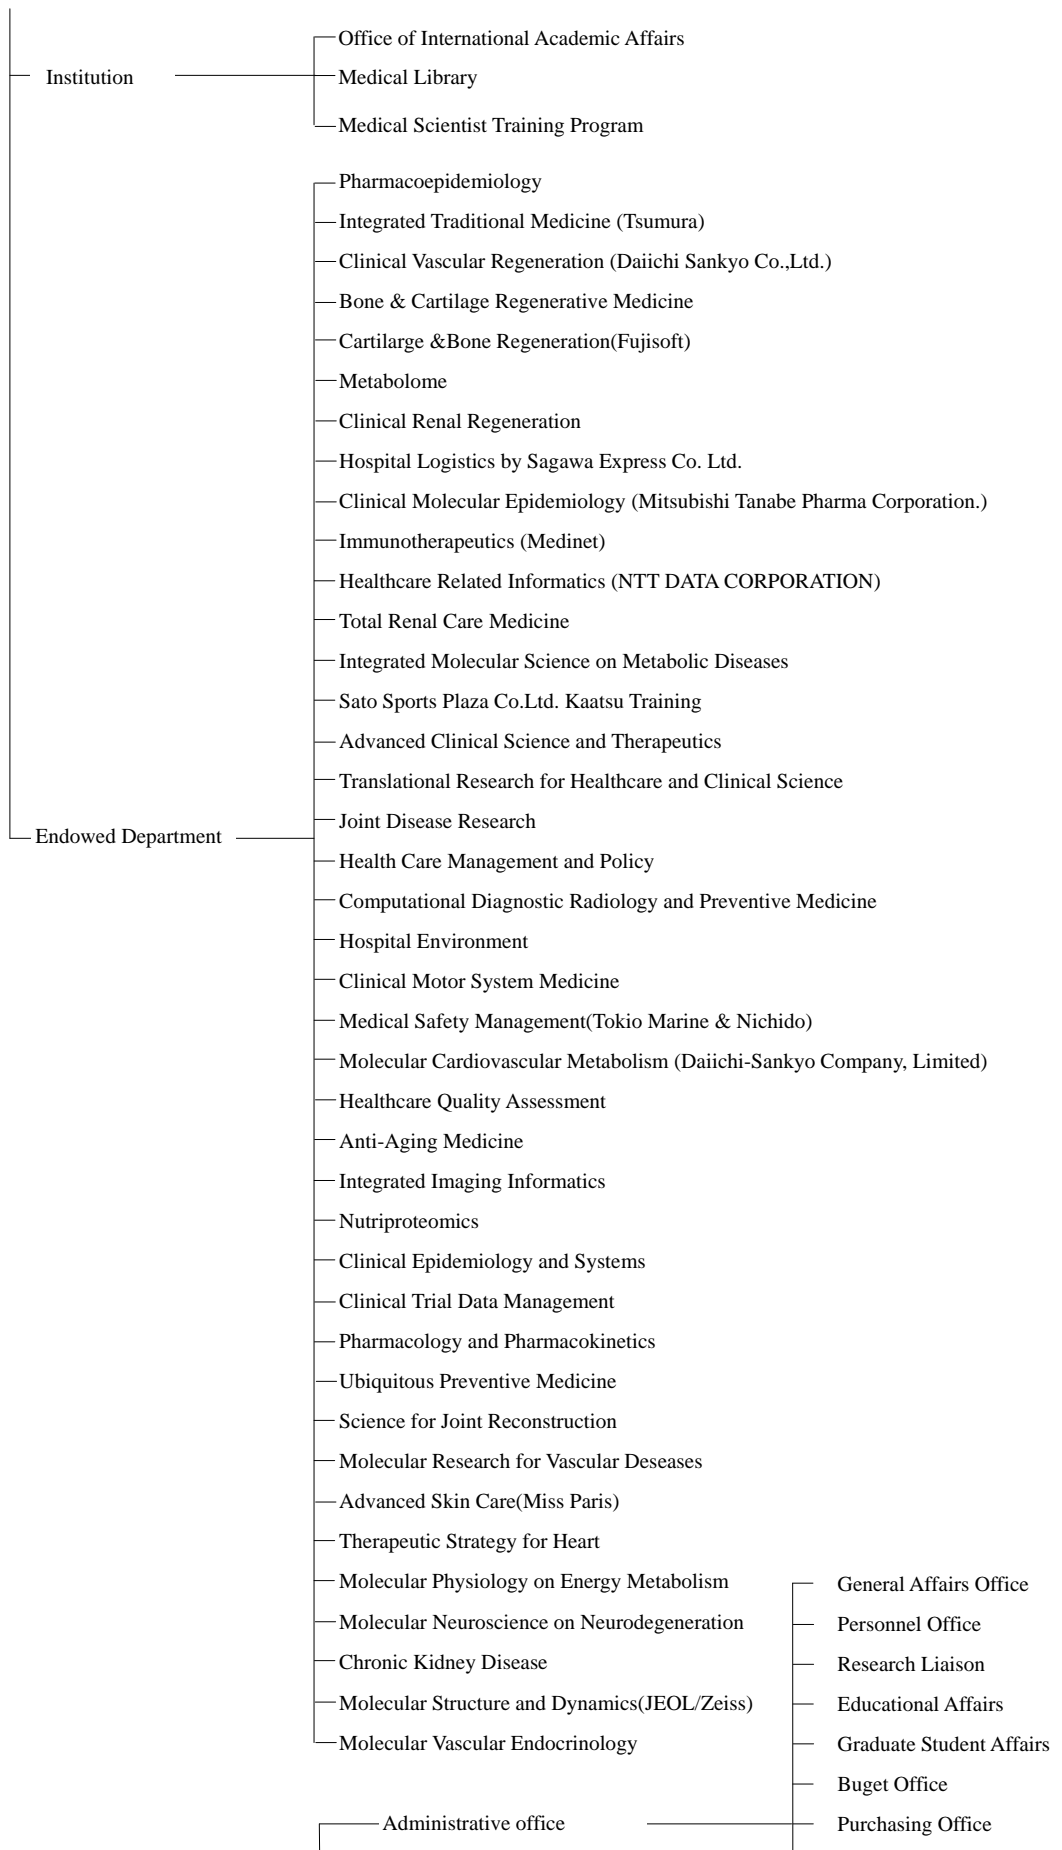 Office of International Academic Affairs
Institution
Medical Library
Medical Scientist Training Program
Pharmacoepidemiology
Integrated Traditional Medicine (Tsumura)
Clinical Vascular Regeneration (Daiichi Sankyo Co.,Ltd.)
Bone & Cartilage Regenerative Medicine
Cartilarge &Bone Regeneration(Fujisoft)
Metabolome
Clinical Renal Regeneration
Hospital Logistics by Sagawa Express Co. Ltd.
Clinical Molecular Epidemiology (Mitsubishi Tanabe Pharma Corporation.)
Immunotherapeutics (Medinet)
Healthcare Related Informatics (NTT DATA CORPORATION)
Total Renal Care Medicine
Integrated Molecular Science on Metabolic Diseases
Sato Sports Plaza Co.Ltd. Kaatsu Training
Advanced Clinical Science and Therapeutics
Translational Research for Healthcare and Clinical Science
Joint Disease Research
Endowed Department
Health Care Management and Policy
Computational Diagnostic Radiology and Preventive Medicine
Hospital Environment
Clinical Motor System Medicine
Medical Safety Management(Tokio Marine & Nichido)
Molecular Cardiovascular Metabolism (Daiichi-Sankyo Company, Limited)
Healthcare Quality Assessment
Anti-Aging Medicine
Integrated Imaging Informatics
Nutriproteomics
Clinical Epidemiology and Systems
Clinical Trial Data Management
Pharmacology and Pharmacokinetics
Ubiquitous Preventive Medicine
Science for Joint Reconstruction
Molecular Research for Vascular Deseases
Advanced Skin Care(Miss Paris)
Therapeutic Strategy for Heart
Molecular Physiology on Energy Metabolism
Molecular Neuroscience on Neurodegeneration
Chronic Kidney Disease
Molecular Structure and Dynamics(JEOL/Zeiss)
Molecular Vascular Endocrinology
General Affairs Office
Personnel Office
Research Liaison
Educational Affairs
Graduate Student Affairs
Buget Office
Administrative office
Purchasing Office